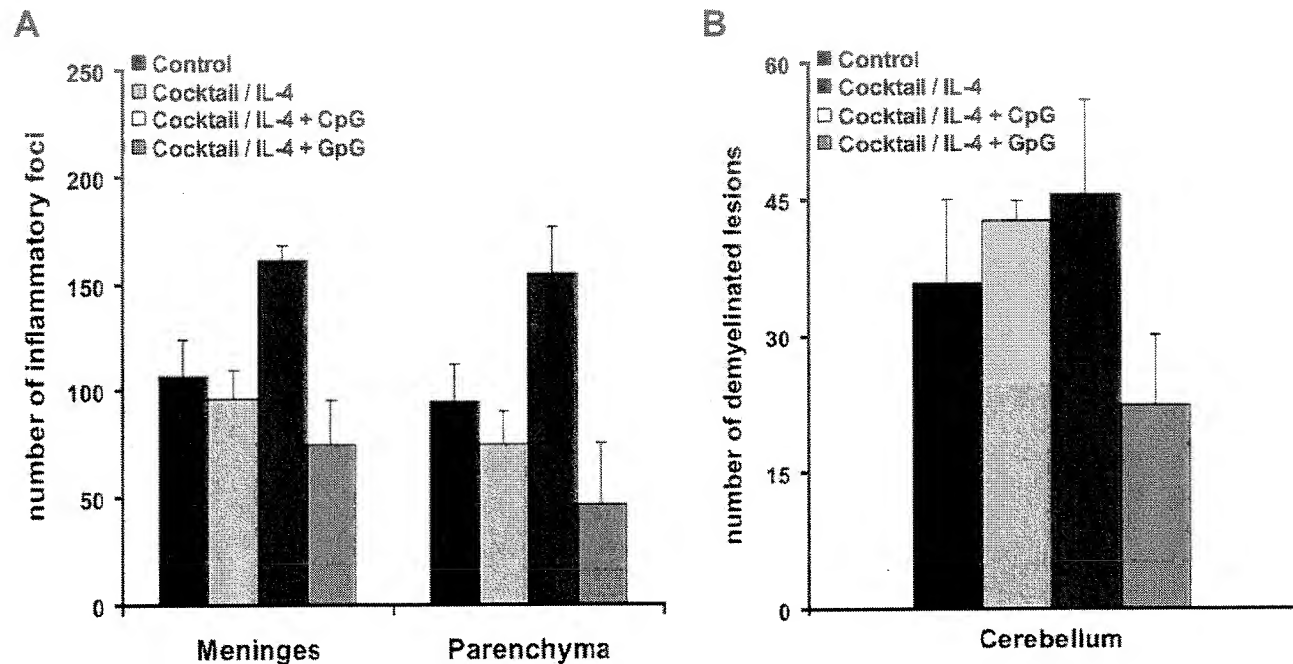 A
Control
Cocktail / IL-4
Cocktail / IL-4 + CpG
Cocktail / IL-4 + GpG
number of inflammatory foci
250
200
150
100
50
0
Meninges
Parenchyma
B
Control
Cocktail / IL-4
Cocktail / IL-4 + CpG
Cocktail / IL-4 + GpG
number of demyelinated lesions
60
45
30
15
0
Cerebellum